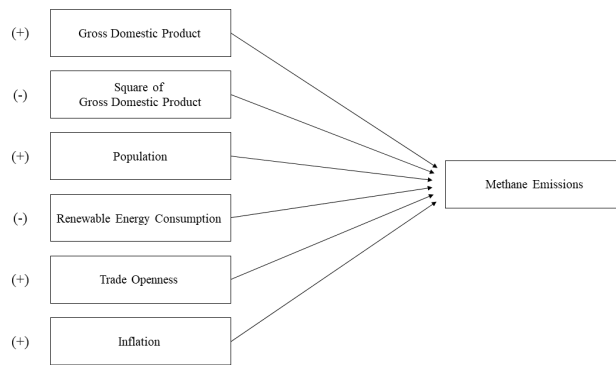 (+) Gross Domestic Product
(-) Square of
Gross Domestic Product
(+) Population
Methane Emissions
(-) Renewable Energy Consumption
(+) Trade Openness
(+) Inflation